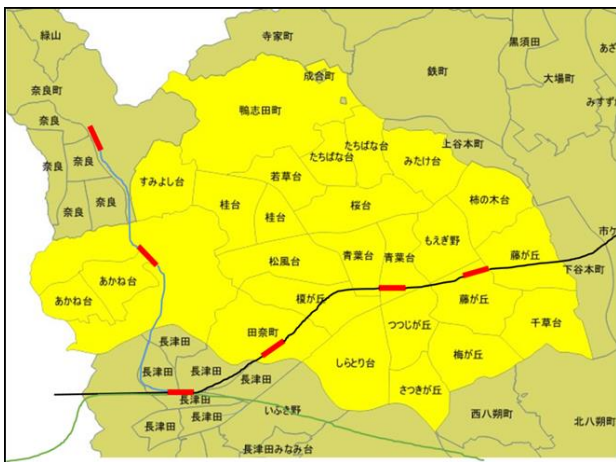 緑山
寺家町
黒須田
あざ
成合町
鉄町
大場町
奈良町
鴨志田町
みすず
奈良
たちばな台
上谷本町
奈良
奈良
たちばな台
みたけ台
すみよし台
若草台
奈良
奈良
桂台
桜台
柿の木台
桂台
もえぎ野
市ケ
松風台
青葉台
青葉台
藤が丘
下谷本町
あかね台
あかね台
榎が丘
藤が丘
田奈町
つつじが丘
千草台
長津田
しらとり台
梅が丘
長津田
長津田
長津田
さつきが丘
長津田
長津田
長津田
いぶき野
西八朔町
北八朔町
長津田みなみ台